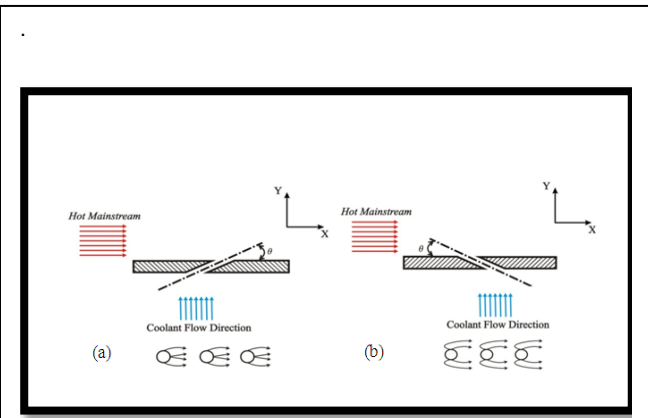 .
Hot Mainstream
Y
X
θ
Coolant Flow Direction
(a)
Hot Mainstream
Y
X
θ
Coolant Flow Direction
(b)